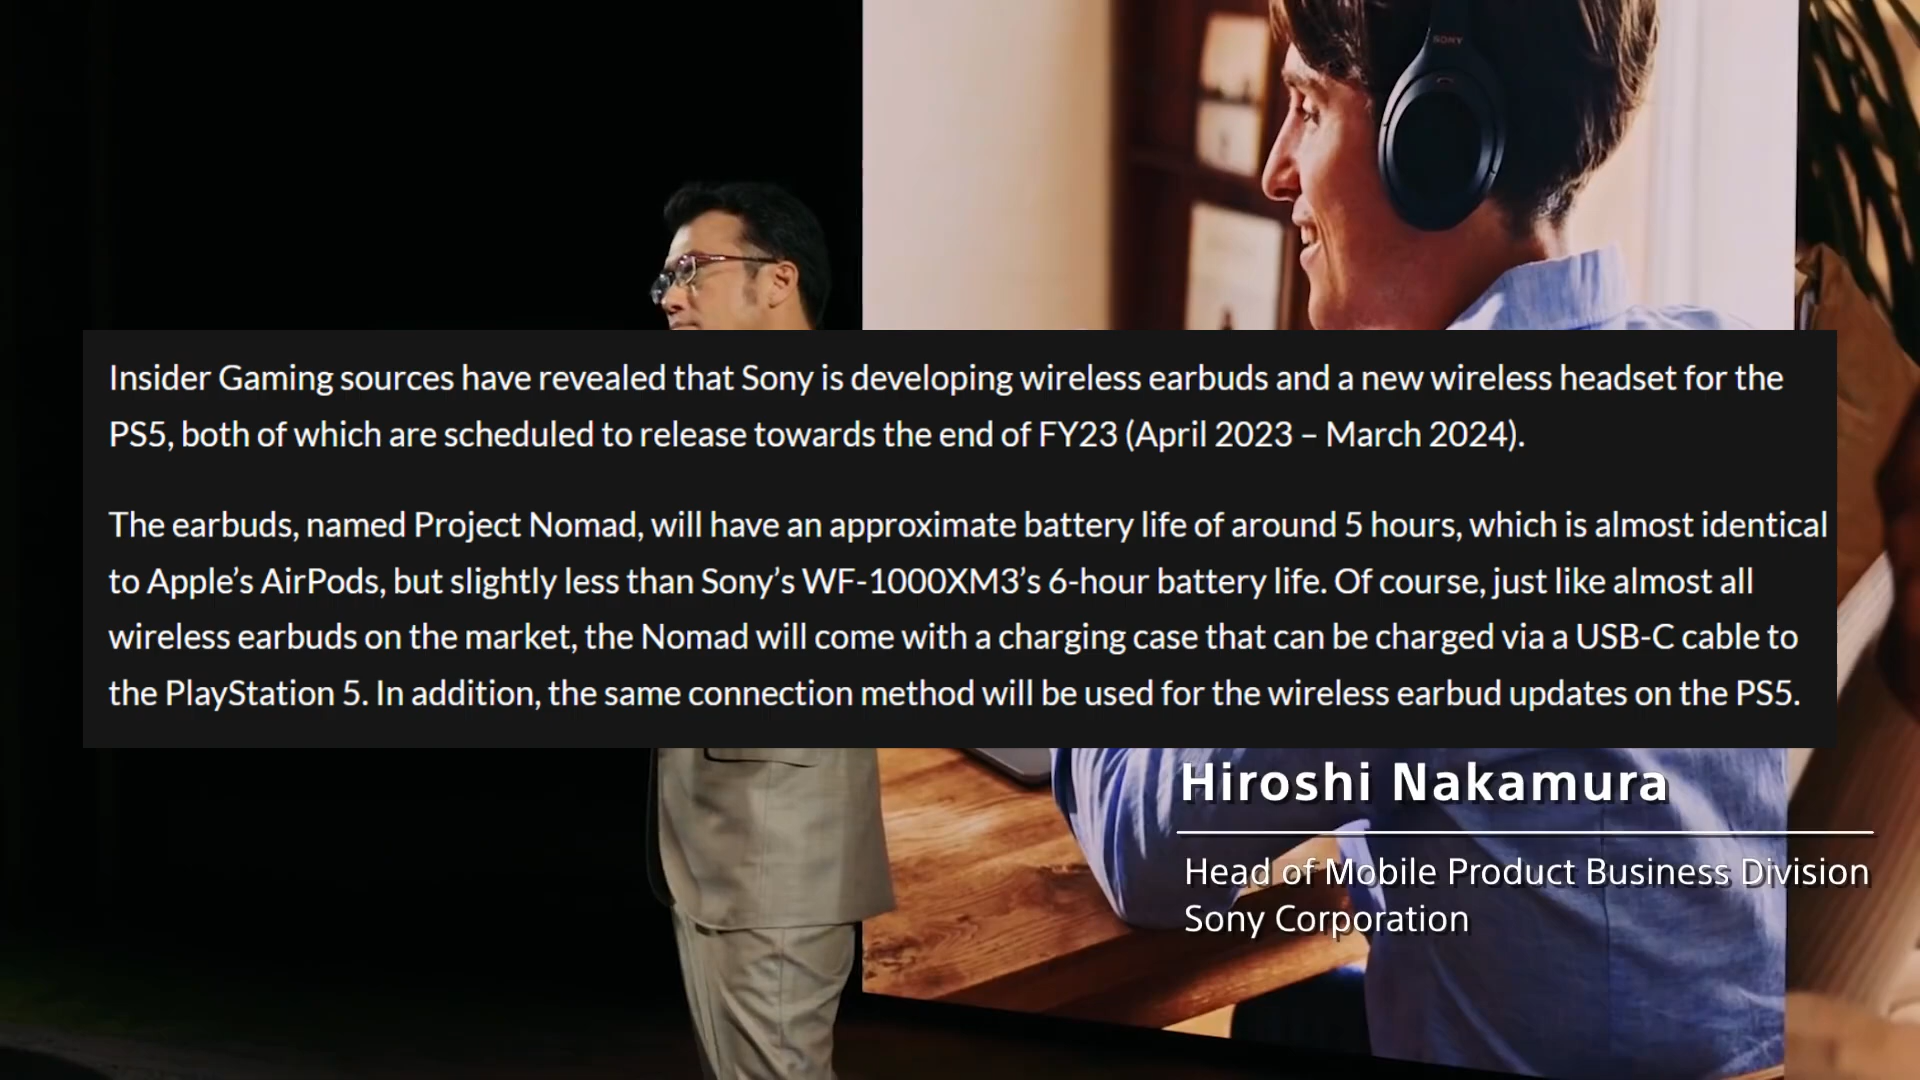 SONY
Insider Gaming sources have revealed that Sony is developing wireless earbuds and a new wireless headset for the
PS5, both of which are scheduled to release towards the end of FY23 (April 2023 – March 2024).
The earbuds, named Project Nomad, will have an approximate battery life of around 5 hours, which is almost identical
to Apple’s AirPods, but slightly less than Sony’s WF-1000XM3’s 6-hour battery life. Of course, just like almost all
wireless earbuds on the market, the Nomad will come with a charging case that can be charged via a USB-C cable to
the PlayStation 5. In addition, the same connection method will be used for the wireless earbud updates on the PS5.
Hiroshi Nakamura
Head of Mobile Product Business Division
Sony Corporation